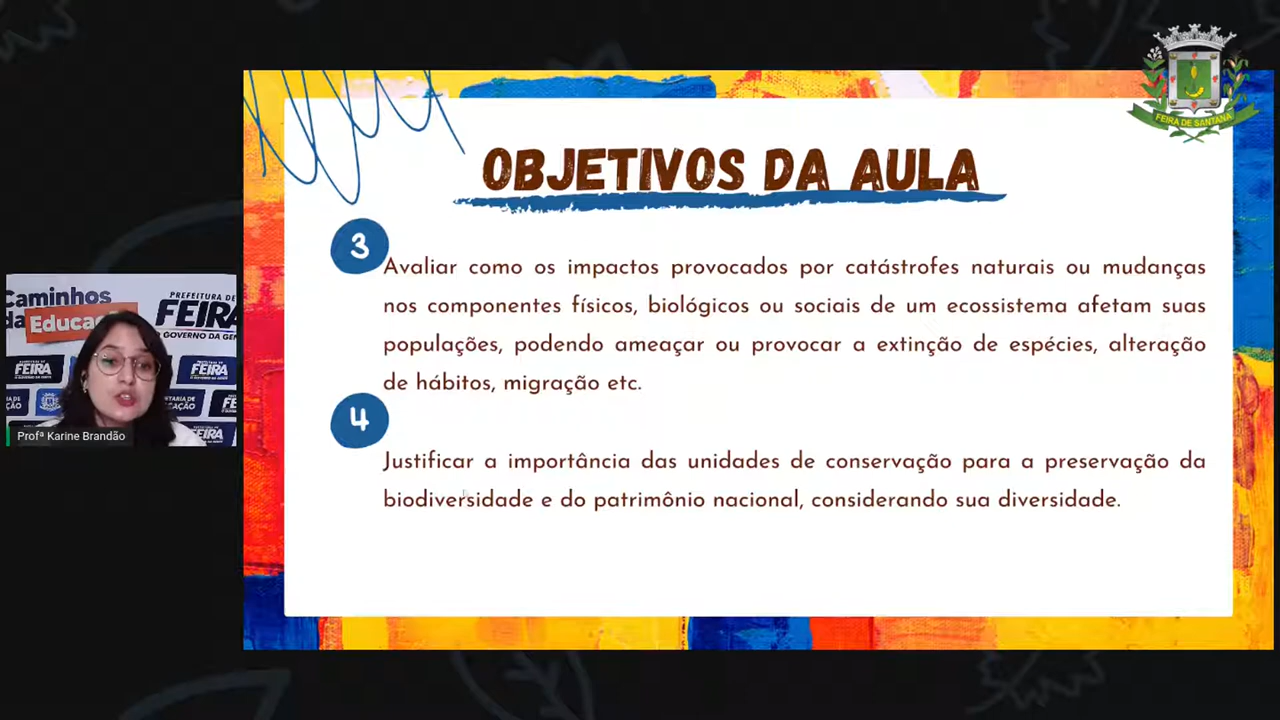 FEIRA DE SANTANA
OBJETIVOS DA AULA
3
Avaliar como os impactos provocados por catástrofes naturais ou mudanças
nos componentes físicos, biológicos ou sociais de um ecossistema afetam suas
populações, podendo ameaçar ou provocar a extinção de espécies, alteração
de hábitos, migração etc.
4
Justificar a importância das unidades de conservação para a preservação da
biodiversidade e do patrimônio nacional, considerando sua diversidade.
Caminhos
da Educaç
PREFEITURA DE
FEIRA
O GOVERNO DA GEN
FEIRA
FEIRA
FEIRA
Profª Karine Brandão